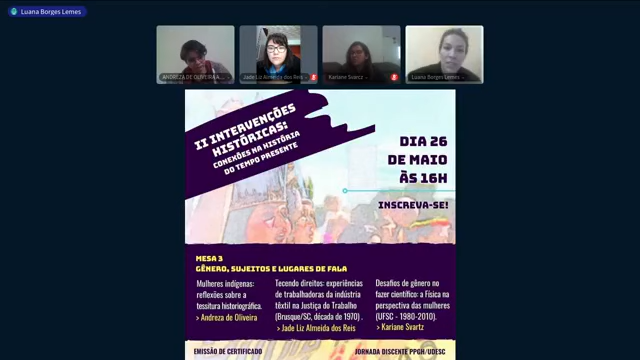 Luana Borges Lemes
ANDREZA DE OLIVEIRA A...
Jade Liz Almeida dos Reis
Kariane Svartz
Luana Borges Lemes
II INTERVENÇÕES
HISTÓRICAS:
CONEXÕES NA HISTÓRIA
DO TEMPO PRESENTE
DIA 26
DE MAIO
ÀS 16H
INSCREVA-SE!
MESA 3
GÊNERO, SUJEITOS E LUGARES DE FALA
Mulheres indígenas:
reflexões sobre a
tessitura historiográfica.
> Andreza de Oliveira
Tecendo direitos: experiências
de trabalhadoras da indústria
têxtil na Justiça do Trabalho
(Brusque/SC, década de 1970) .
> Jade Liz Almeida dos Reis
Desafios de gênero no
fazer científico: a Física na
perspectiva das mulheres
(UFSC - 1980-2010).
> Kariane Svartz
EMISSÃO DE CERTIFICADO
JORNADA DISCENTE PPGH/UDESC